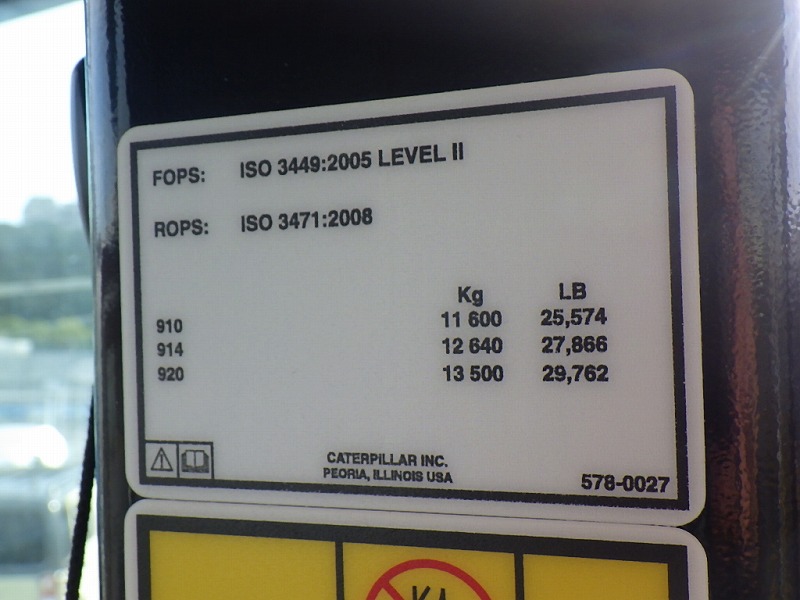 FOPS: ISO 3449:2005 LEVEL II
ROPS: ISO 3471:2008
Kg LB
910 11 600 25,574
914 12 640 27,866
920 13 500 29,762
CATERPILLAR INC.
PEORIA, ILLINOIS USA
578-0027